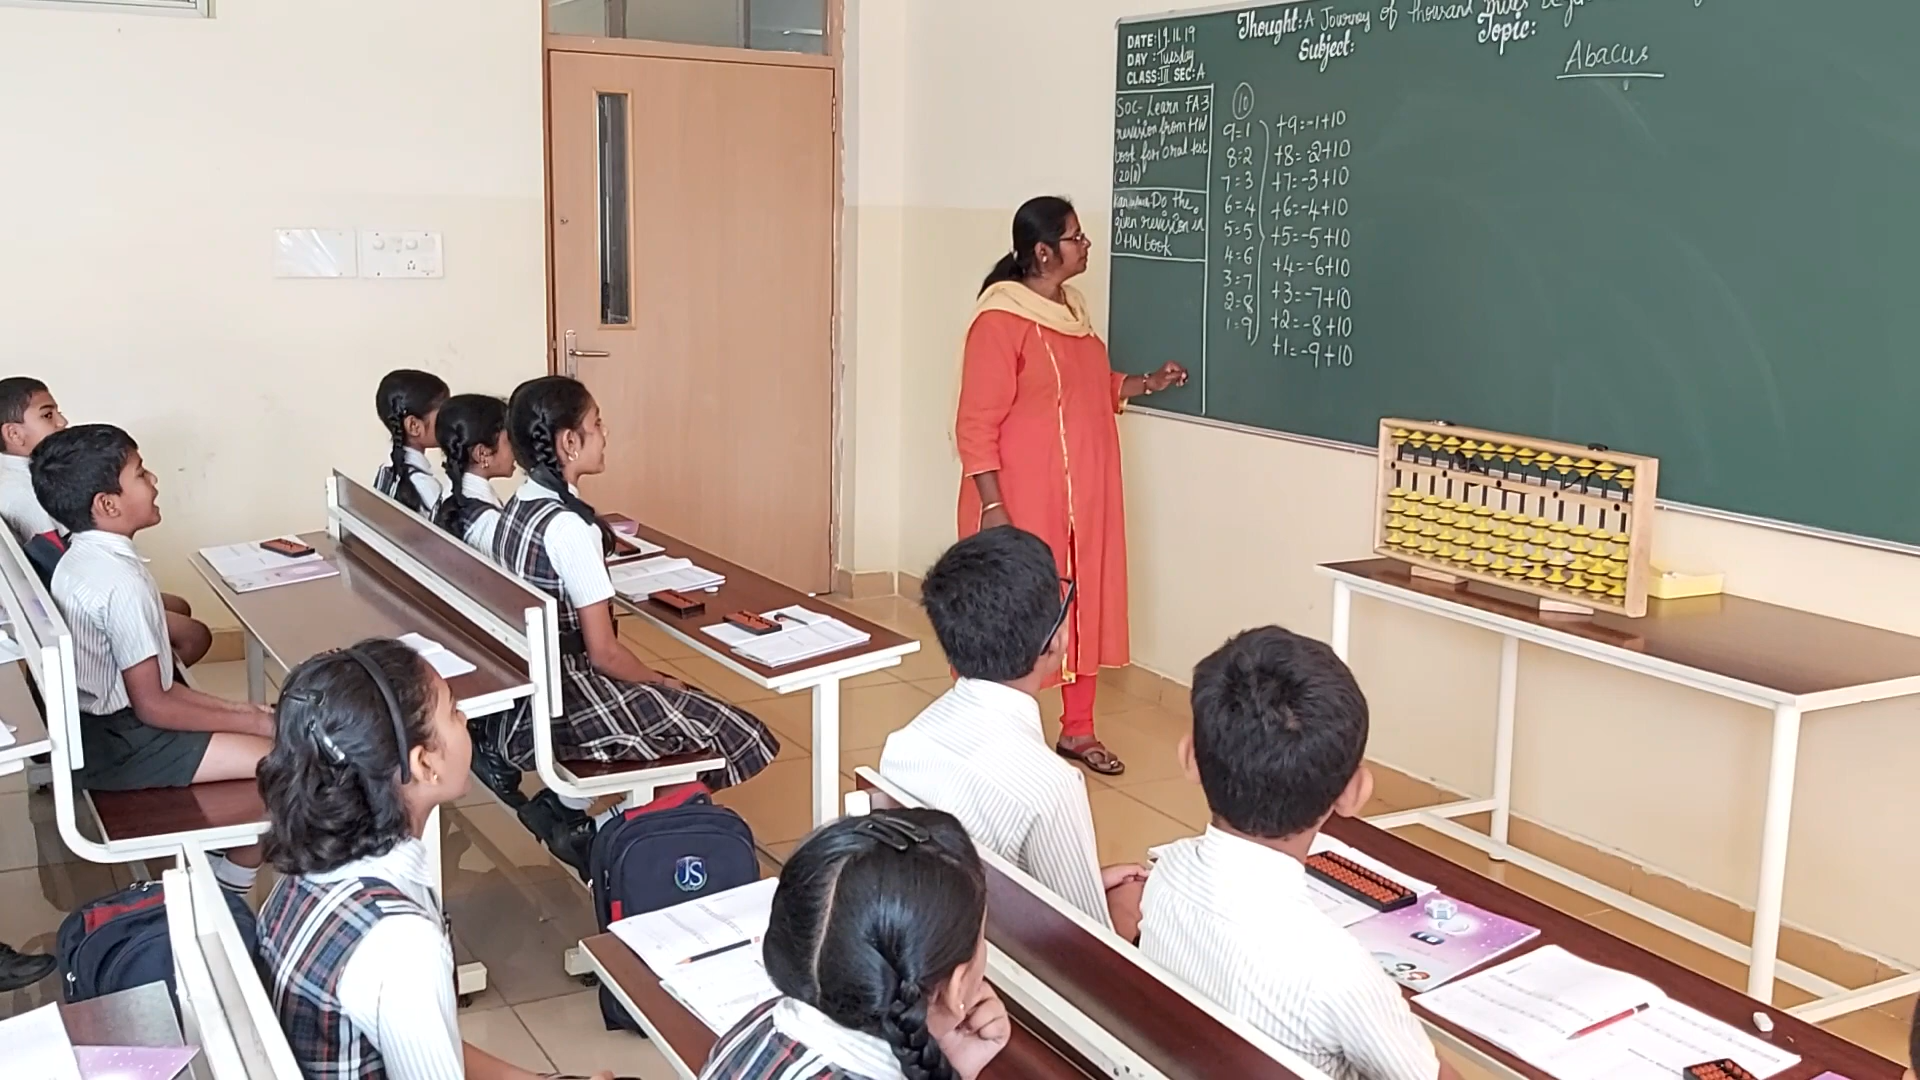 Thought: A Journey of thousand miles
Subject:
Topic:
Abacus
DATE: 19.11.19
DAY : Tuesday
CLASS: III SEC: A
Soc- Learn FA3
revision from HW
book for oral test
Do the
given revision in
HW book
10
9=1
8=2
7=3
6=4
5=5
4=6
3=7
2=8
1=9
+9=-1+10
+8=-2+10
+7=-3+10
+6=-4+10
+5=-5+10
+4=-6+10
+3=-7+10
+2=-8+10
+1=-9+10
JS